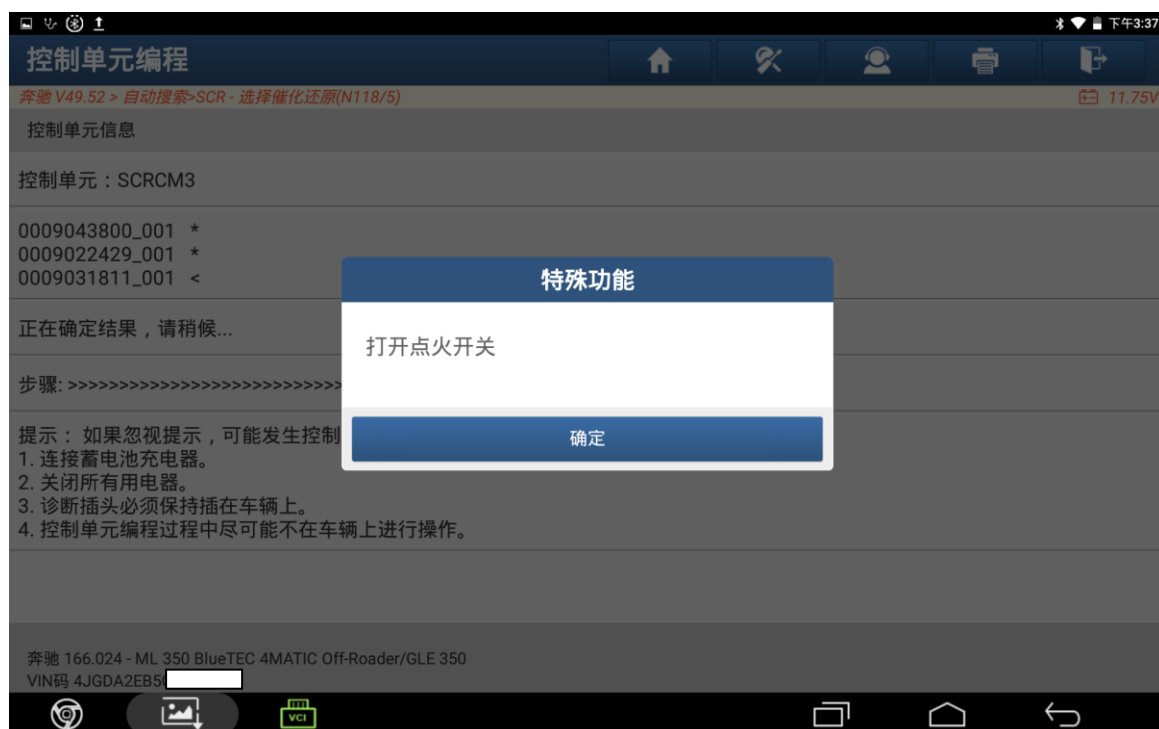 下午3:37
控制单元编程
奔驰 V49.52 > 自动搜索>SCR - 选择催化还原(N118/5)
11.75V
控制单元信息
控制单元：SCRCM3
0009043800_001 *
0009022429_001 *
0009031811_001 <
特殊功能
正在确定结果，请稍候...
打开点火开关
步骤: >>>>>>>>>>>>>>>>>>>>>>>>>>>
确定
提示： 如果忽视提示，可能发生控制
1. 连接蓄电池充电器。
2. 关闭所有用电器。
3. 诊断插头必须保持插在车辆上。
4. 控制单元编程过程中尽可能不在车辆上进行操作。
奔驰 166.024 - ML 350 BlueTEC 4MATIC Off-Roader/GLE 350
VIN码 4JGDA2EB5
VCI